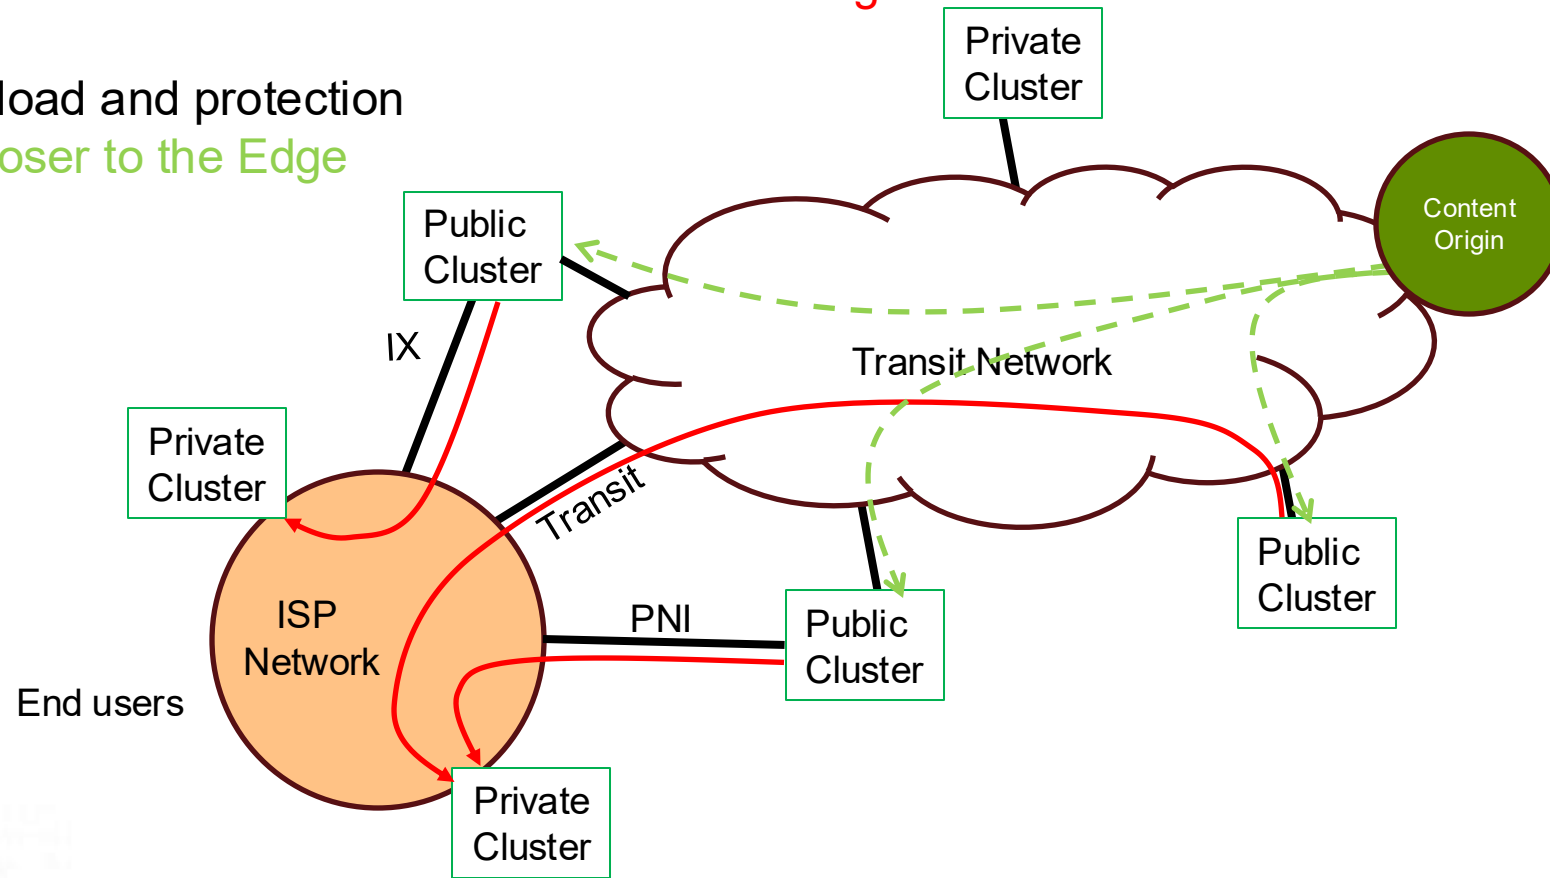 Private
Cluster
load and protection
oser to the Edge
Content
Origin
Public
Cluster
IX
Transit Network
Private
Cluster
Transit
Public
Cluster
ISP
Network
PNI
Public
Cluster
End users
Private
Cluster